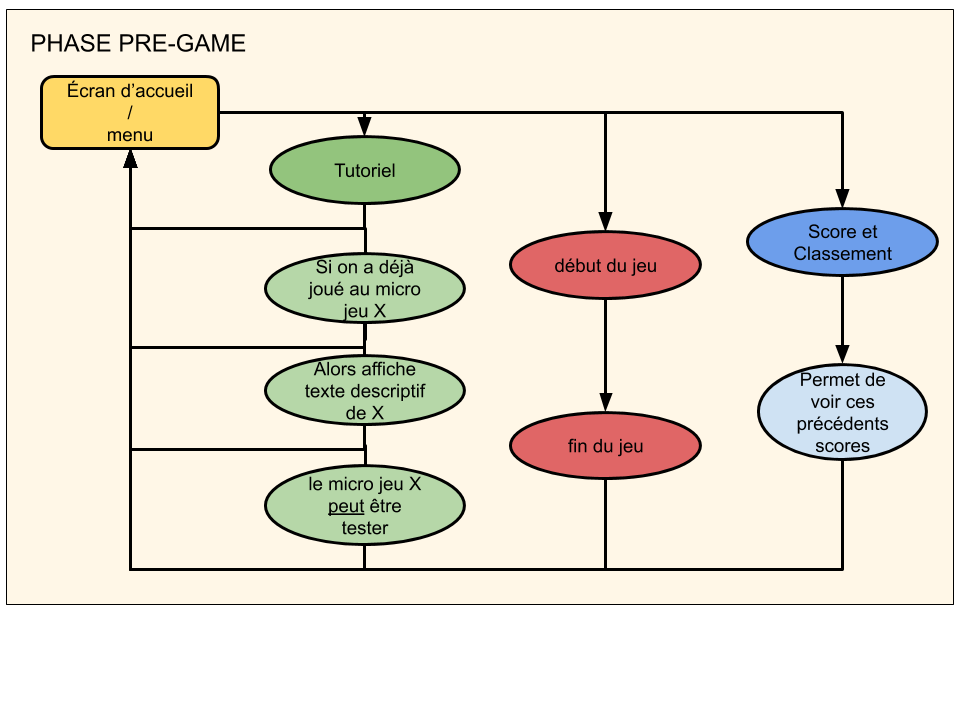 PHASE PRE-GAME
Écran d’accueil
/
menu
Tutoriel
Si on a déjà
joué au micro
jeu X
Alors affiche
texte descriptif
de X
le micro jeu X
peut être
tester
début du jeu
fin du jeu
Score et
Classement
Permet de
voir ces
précédents
scores